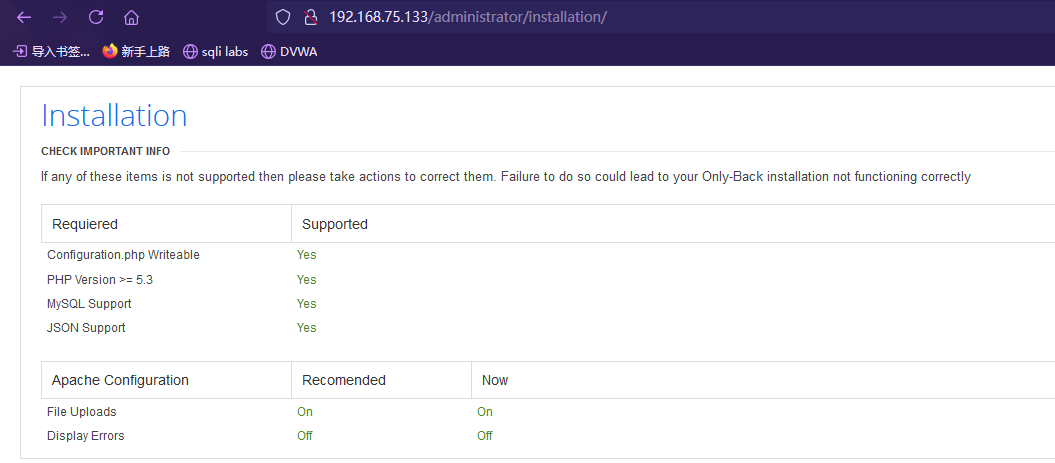 192.168.75.133/administrator/installation/
导入书签... 新手上路 sqli labs DVWA
Installation
CHECK IMPORTANT INFO
If any of these items is not supported then please take actions to correct them. Failure to do so could lead to your Only-Back installation not functioning correctly
Requiered Supported
Configuration.php Writeable Yes
PHP Version >= 5.3 Yes
MySQL Support Yes
JSON Support Yes
Apache Configuration Recomended Now
File Uploads On On
Display Errors Off Off